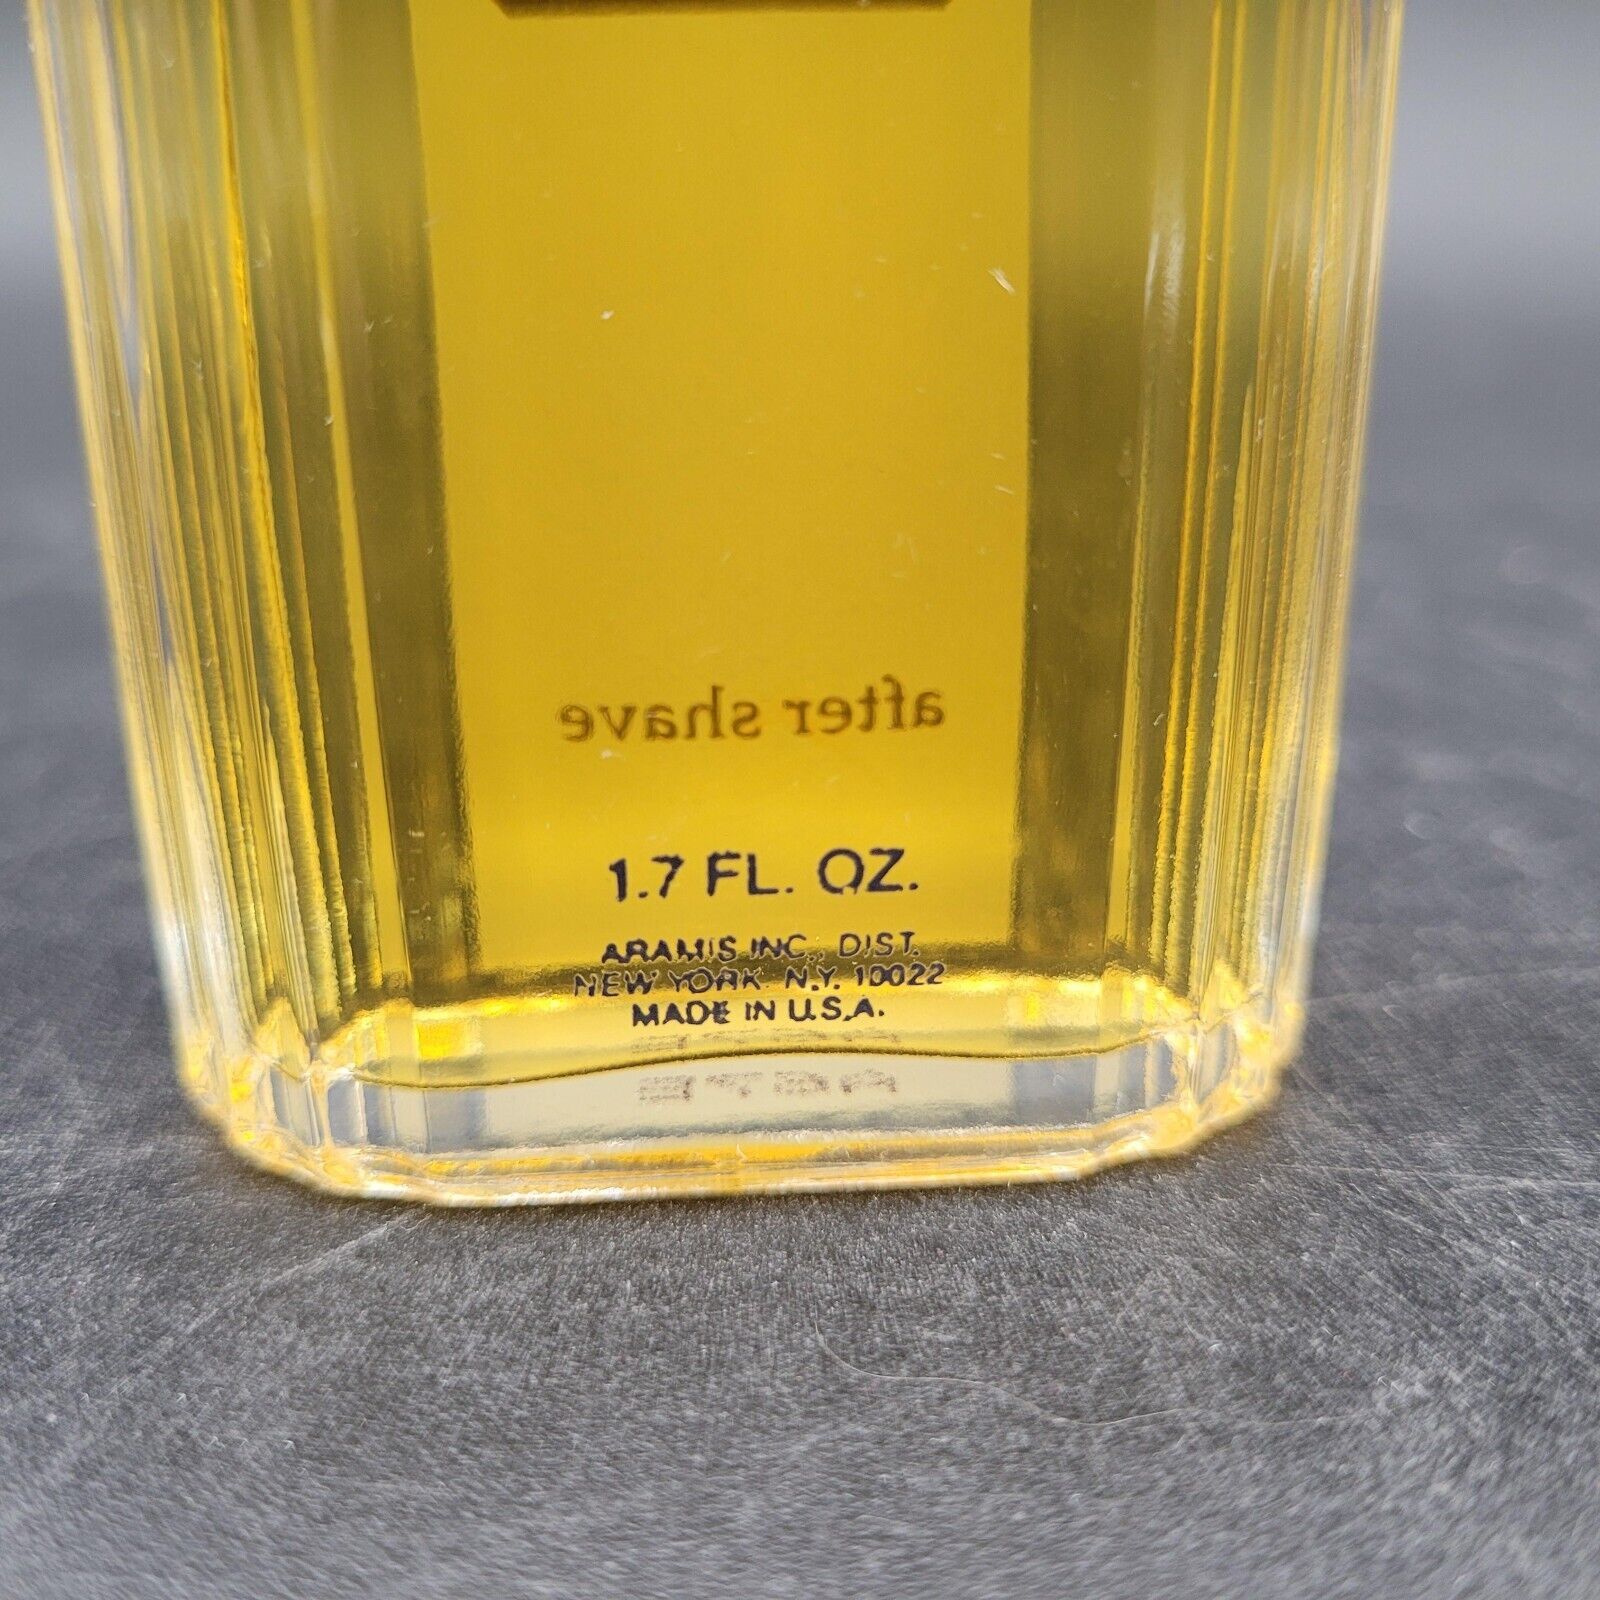 after shave
1.7 FL. OZ.
ARAMIS INC., DIST.
NEW YORK, N.Y. 10022
MADE IN U.S.A.